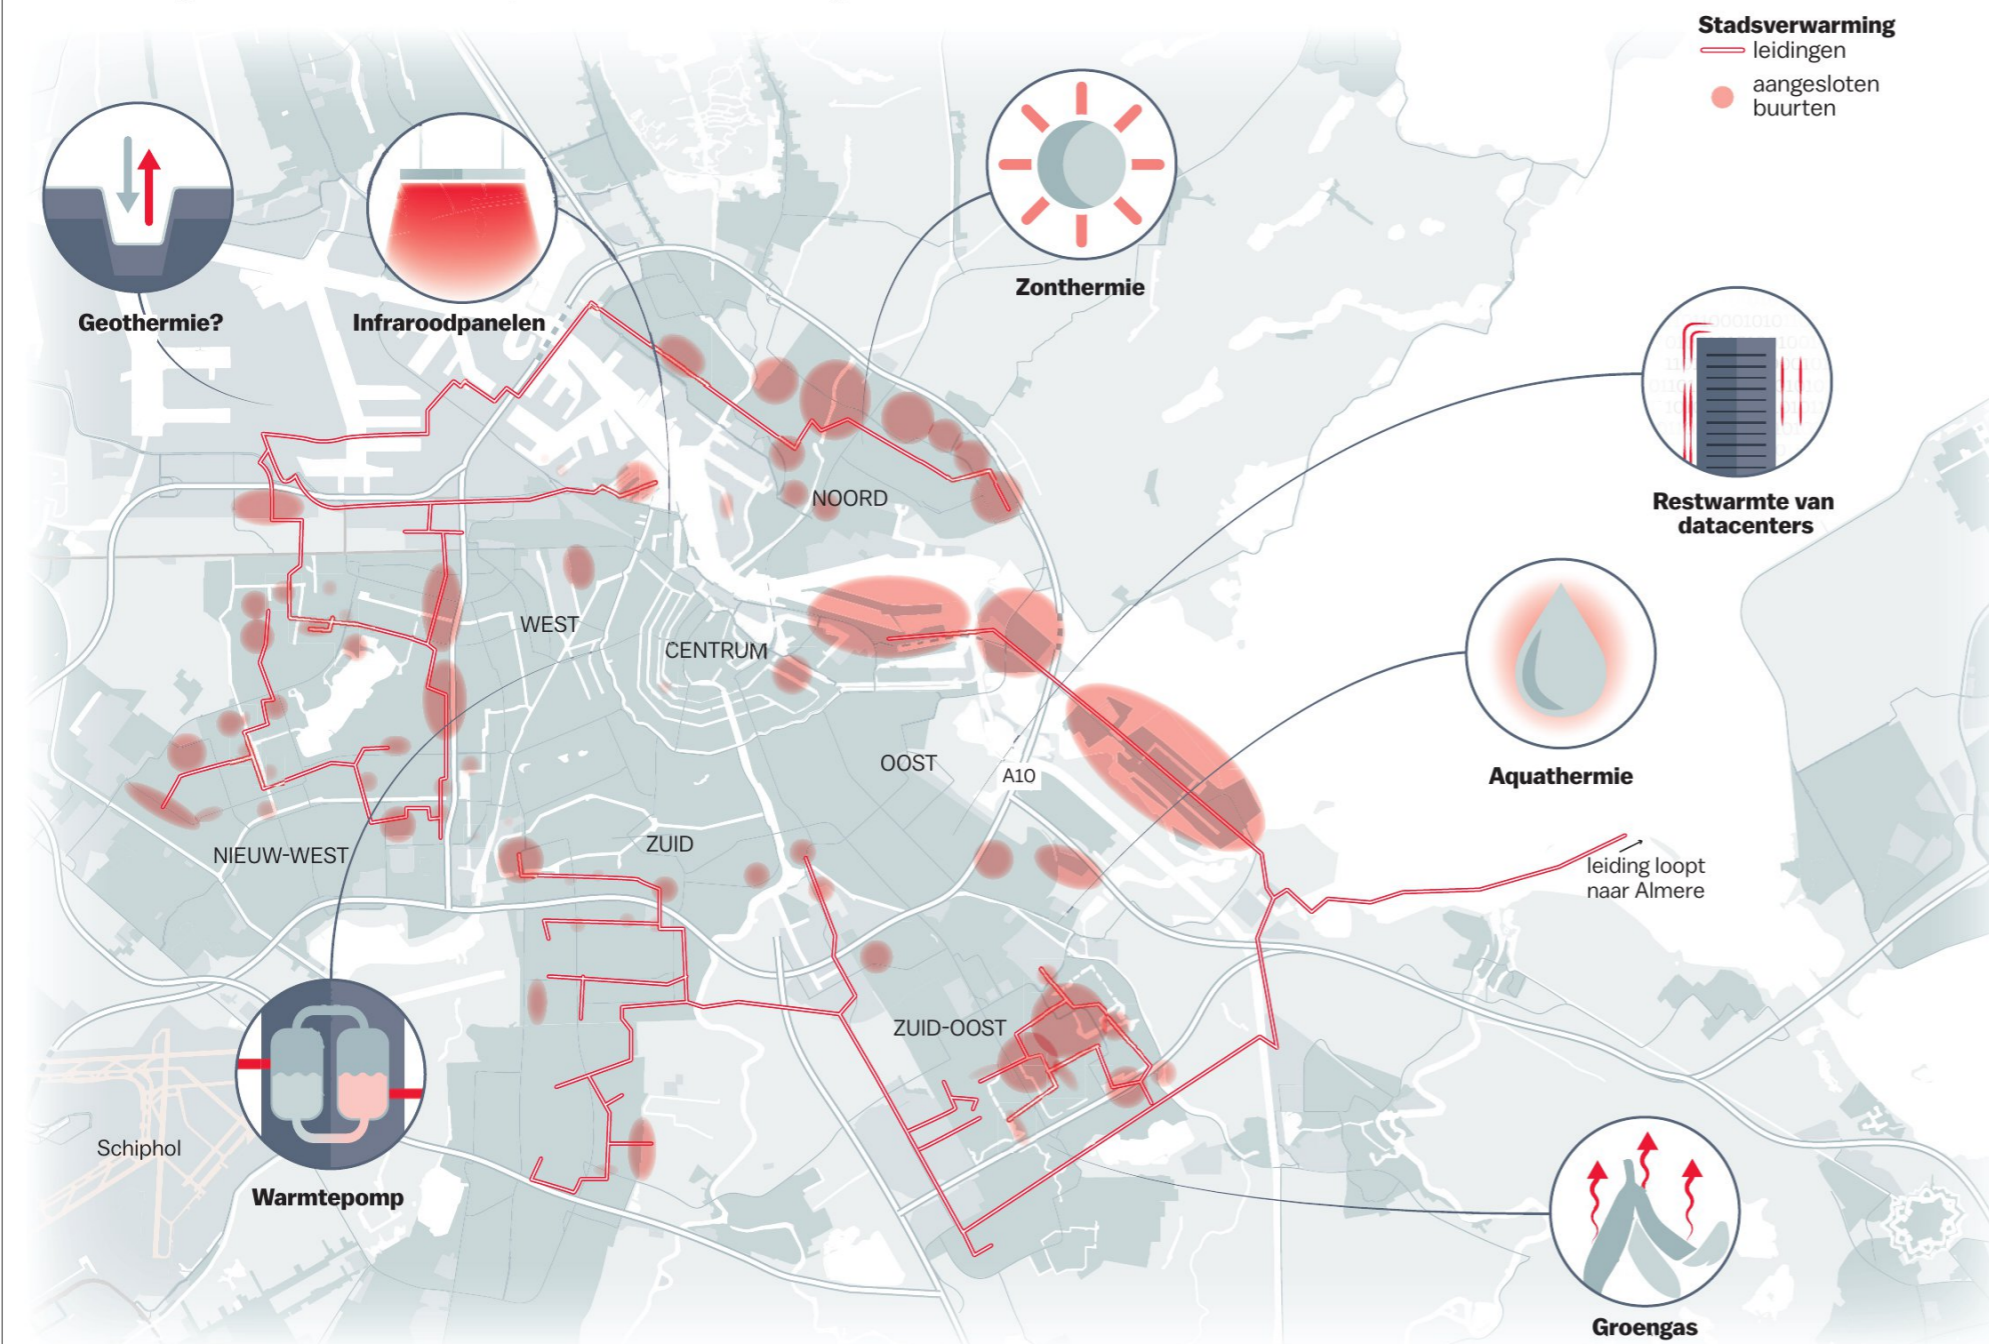 Stadsverwarming
leidingen
aangesloten
buurten
Geothermie?
Infraroodpanelen
Zonthermie
Restwarmte van
datacenters
NOORD
WEST
CENTRUM
Aquathermie
OOST
A10
ZUID
NIEUW-WEST
leiding loopt
naar Almere
ZUID-OOST
Schiphol
Warmtepomp
Groengas